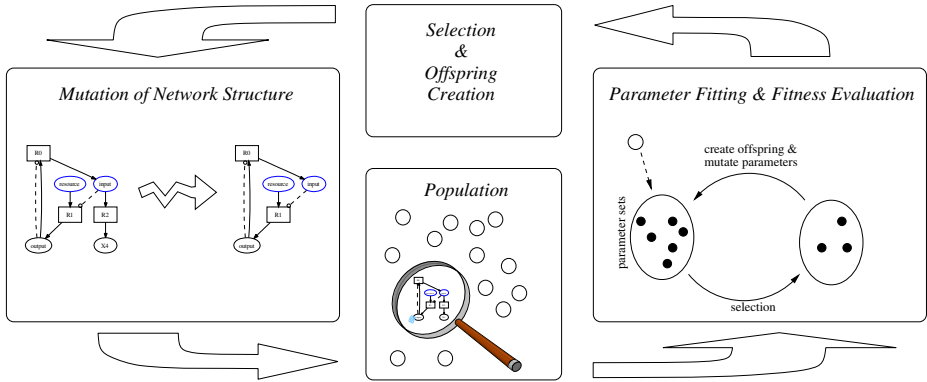 Selection
&
Offspring
Creation
Mutation of Network Structure
R0
resource
input
R1
R2
output
X4
R0
resource
input
R1
output
Population
Parameter Fitting & Fitness Evaluation
create offspring &
mutate parameters
parameter sets
selection